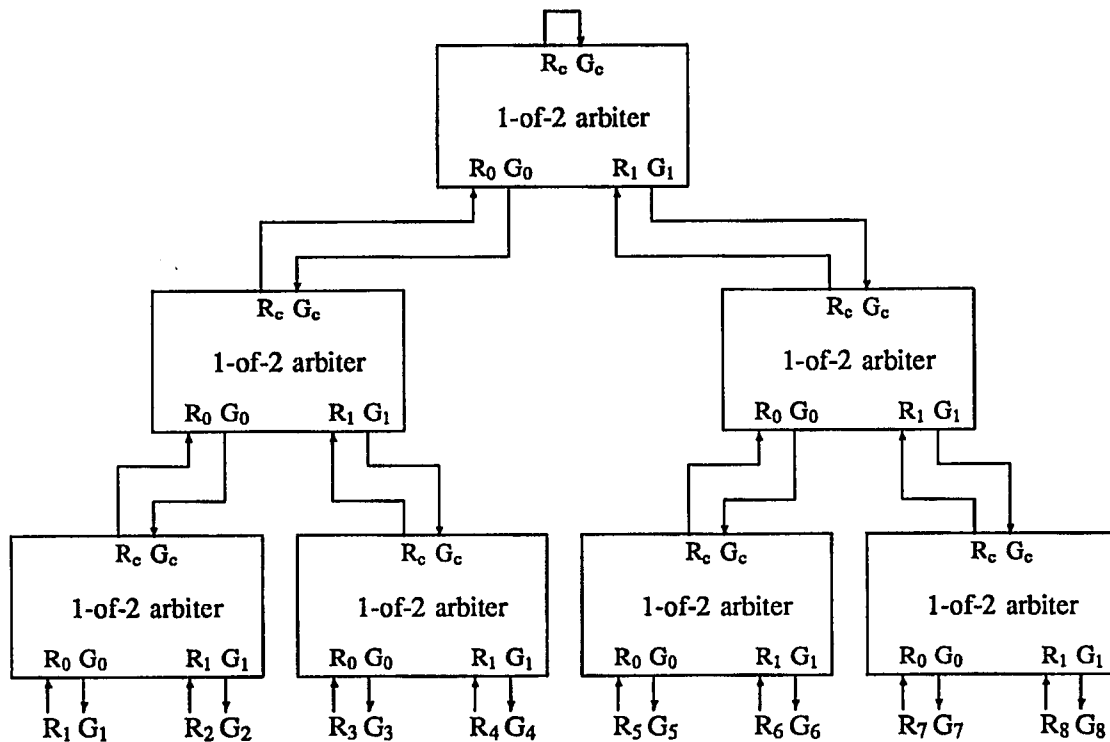 R_c G_c
1-of-2 arbiter
R_0 G_0 R_1 G_1
R_c G_c R_c G_c
1-of-2 arbiter 1-of-2 arbiter
R_0 G_0 R_1 G_1 R_0 G_0 R_1 G_1
R_c G_c R_c G_c R_c G_c R_c G_c
1-of-2 arbiter 1-of-2 arbiter 1-of-2 arbiter 1-of-2 arbiter
R_0 G_0 R_1 G_1 R_0 G_0 R_1 G_1 R_0 G_0 R_1 G_1 R_0 G_0 R_1 G_1
R_1 G_1 R_2 G_2 R_3 G_3 R_4 G_4 R_5 G_5 R_6 G_6 R_7 G_7 R_8 G_8